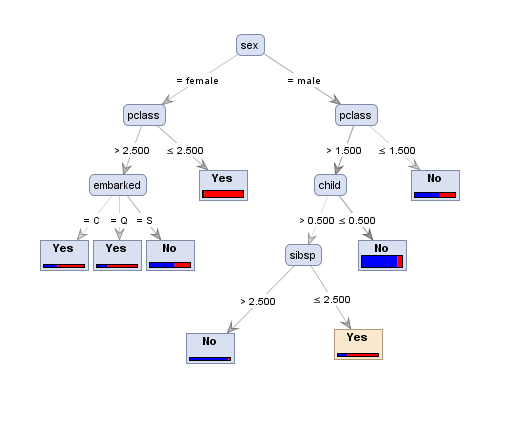 sex
= female = male
pclass pclass
> 2.500 ≤ 2.500 > 1.500 ≤ 1.500
embarked Yes child No
= C = Q = S > 0.500 ≤ 0.500
Yes Yes No sibsp No
> 2.500 ≤ 2.500
No Yes